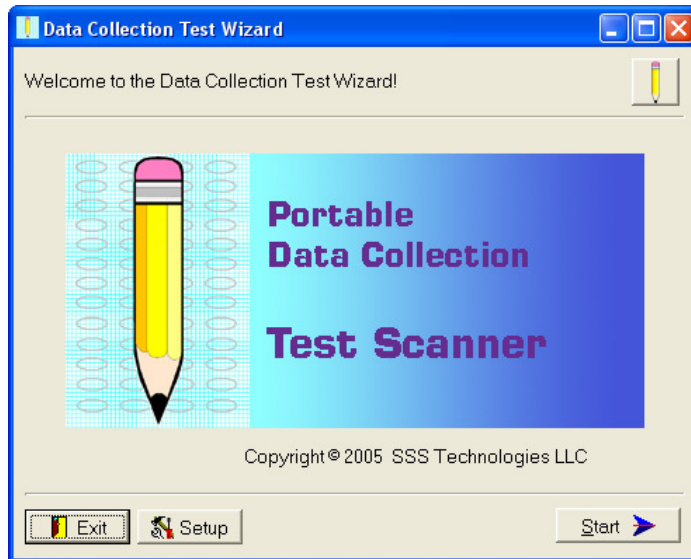 Data Collection Test Wizard
Welcome to the Data Collection Test Wizard!
Portable
Data Collection
Test Scanner
Copyright © 2005 SSS Technologies LLC
Exit Setup Start